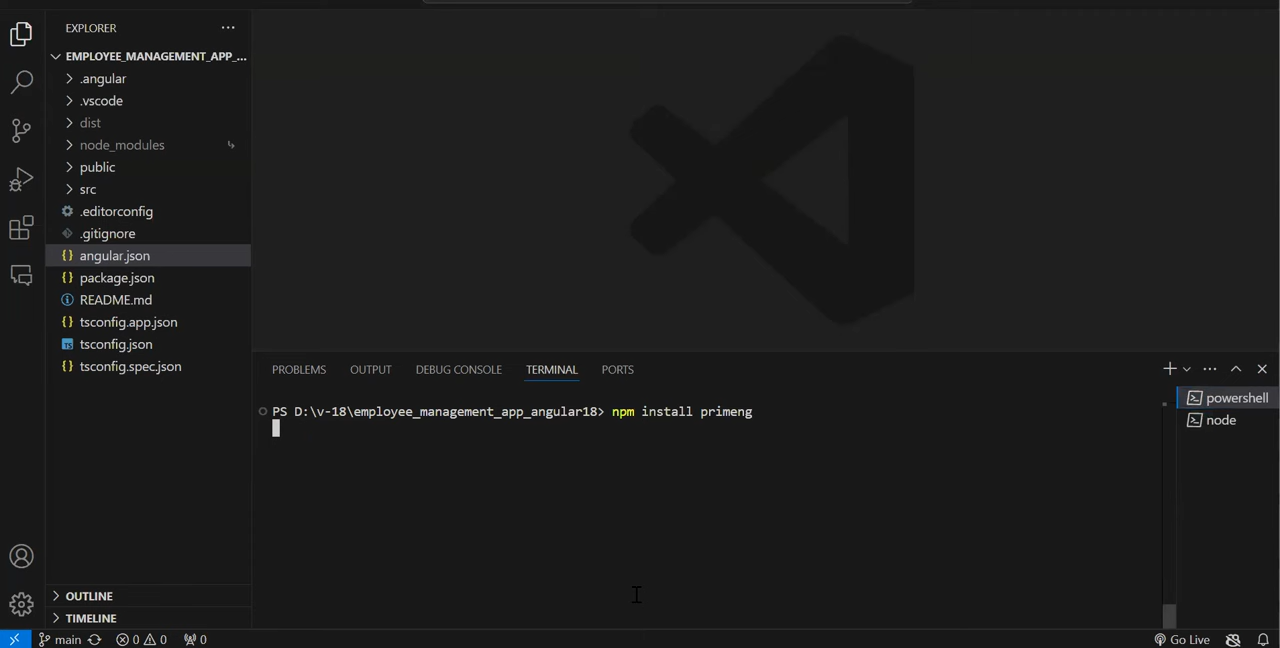 EXPLORER
EMPLOYEE_MANAGEMENT_APP_...
.angular
.vscode
dist
node_modules
public
src
.editorconfig
.gitignore
{} angular.json
{} package.json
README.md
{} tsconfig.app.json
TS tsconfig.json
{} tsconfig.spec.json
OUTLINE
TIMELINE
PROBLEMS OUTPUT DEBUG CONSOLE TERMINAL PORTS
PS D:\v-18\employee_management_app_angular18> npm install primeng
powershell
node
main 0 0 0 Go Live